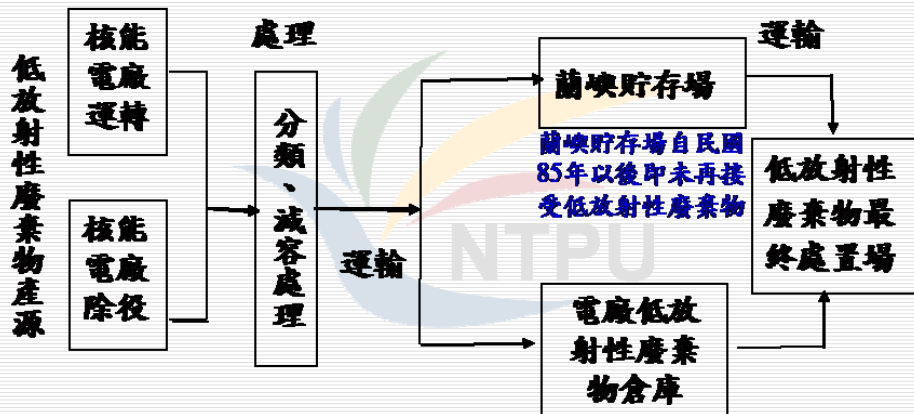 低放射性廢棄物產源
核能
電廠
運轉
核能
電廠
除役
處理
分類、減容處理
運輸
蘭嶼貯存場
蘭嶼貯存場自民國
85年以後印未再接
受低放射性廢棄物
電廠低放
射性廢棄
物倉庫
運輸
低放射性
廢棄物最
終處置場
NTPU